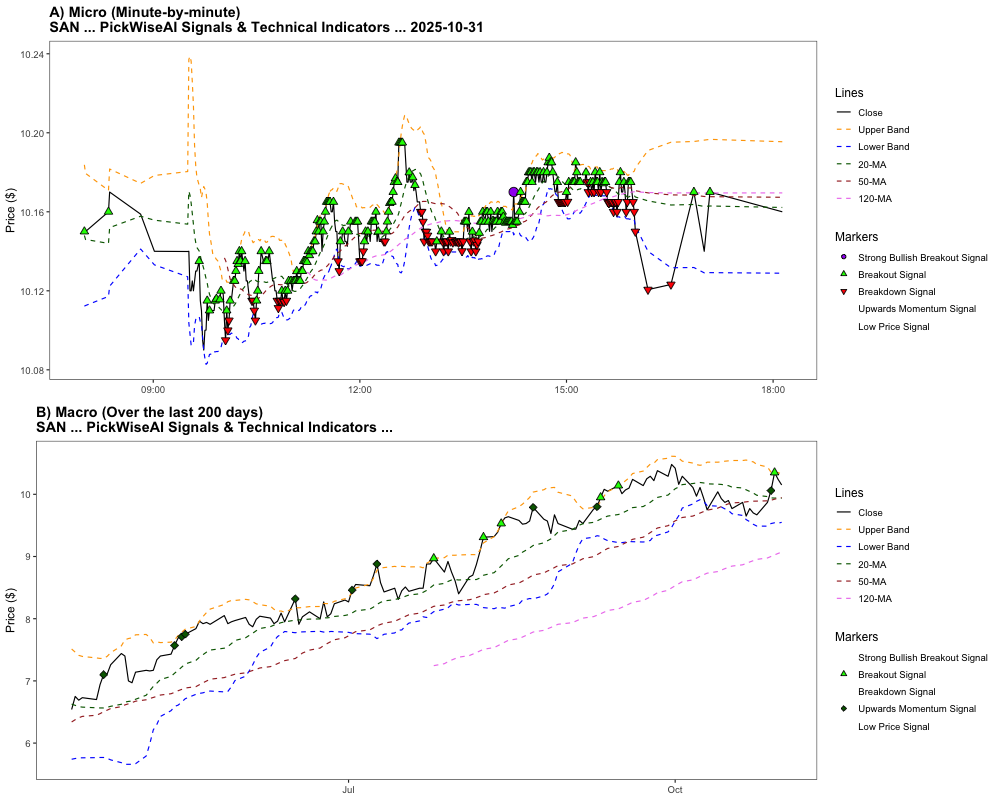 A) Micro (Minute-by-minute)
SAN ... PickWiseAI Signals & Technical Indicators ... 2025-10-31
Price ($)
10.24
10.20
10.16
10.12
10.08
09:00
12:00
15:00
18:00
Lines
Close
Upper Band
Lower Band
20-MA
50-MA
120-MA
Markers
Strong Bullish Breakout Signal
Breakout Signal
Breakdown Signal
Upwards Momentum Signal
Low Price Signal
B) Macro (Over the last 200 days)
SAN ... PickWiseAI Signals & Technical Indicators ...
Price ($)
10
9
8
7
6
Jul
Oct
Lines
Close
Upper Band
Lower Band
20-MA
50-MA
120-MA
Markers
Strong Bullish Breakout Signal
Breakout Signal
Breakdown Signal
Upwards Momentum Signal
Low Price Signal